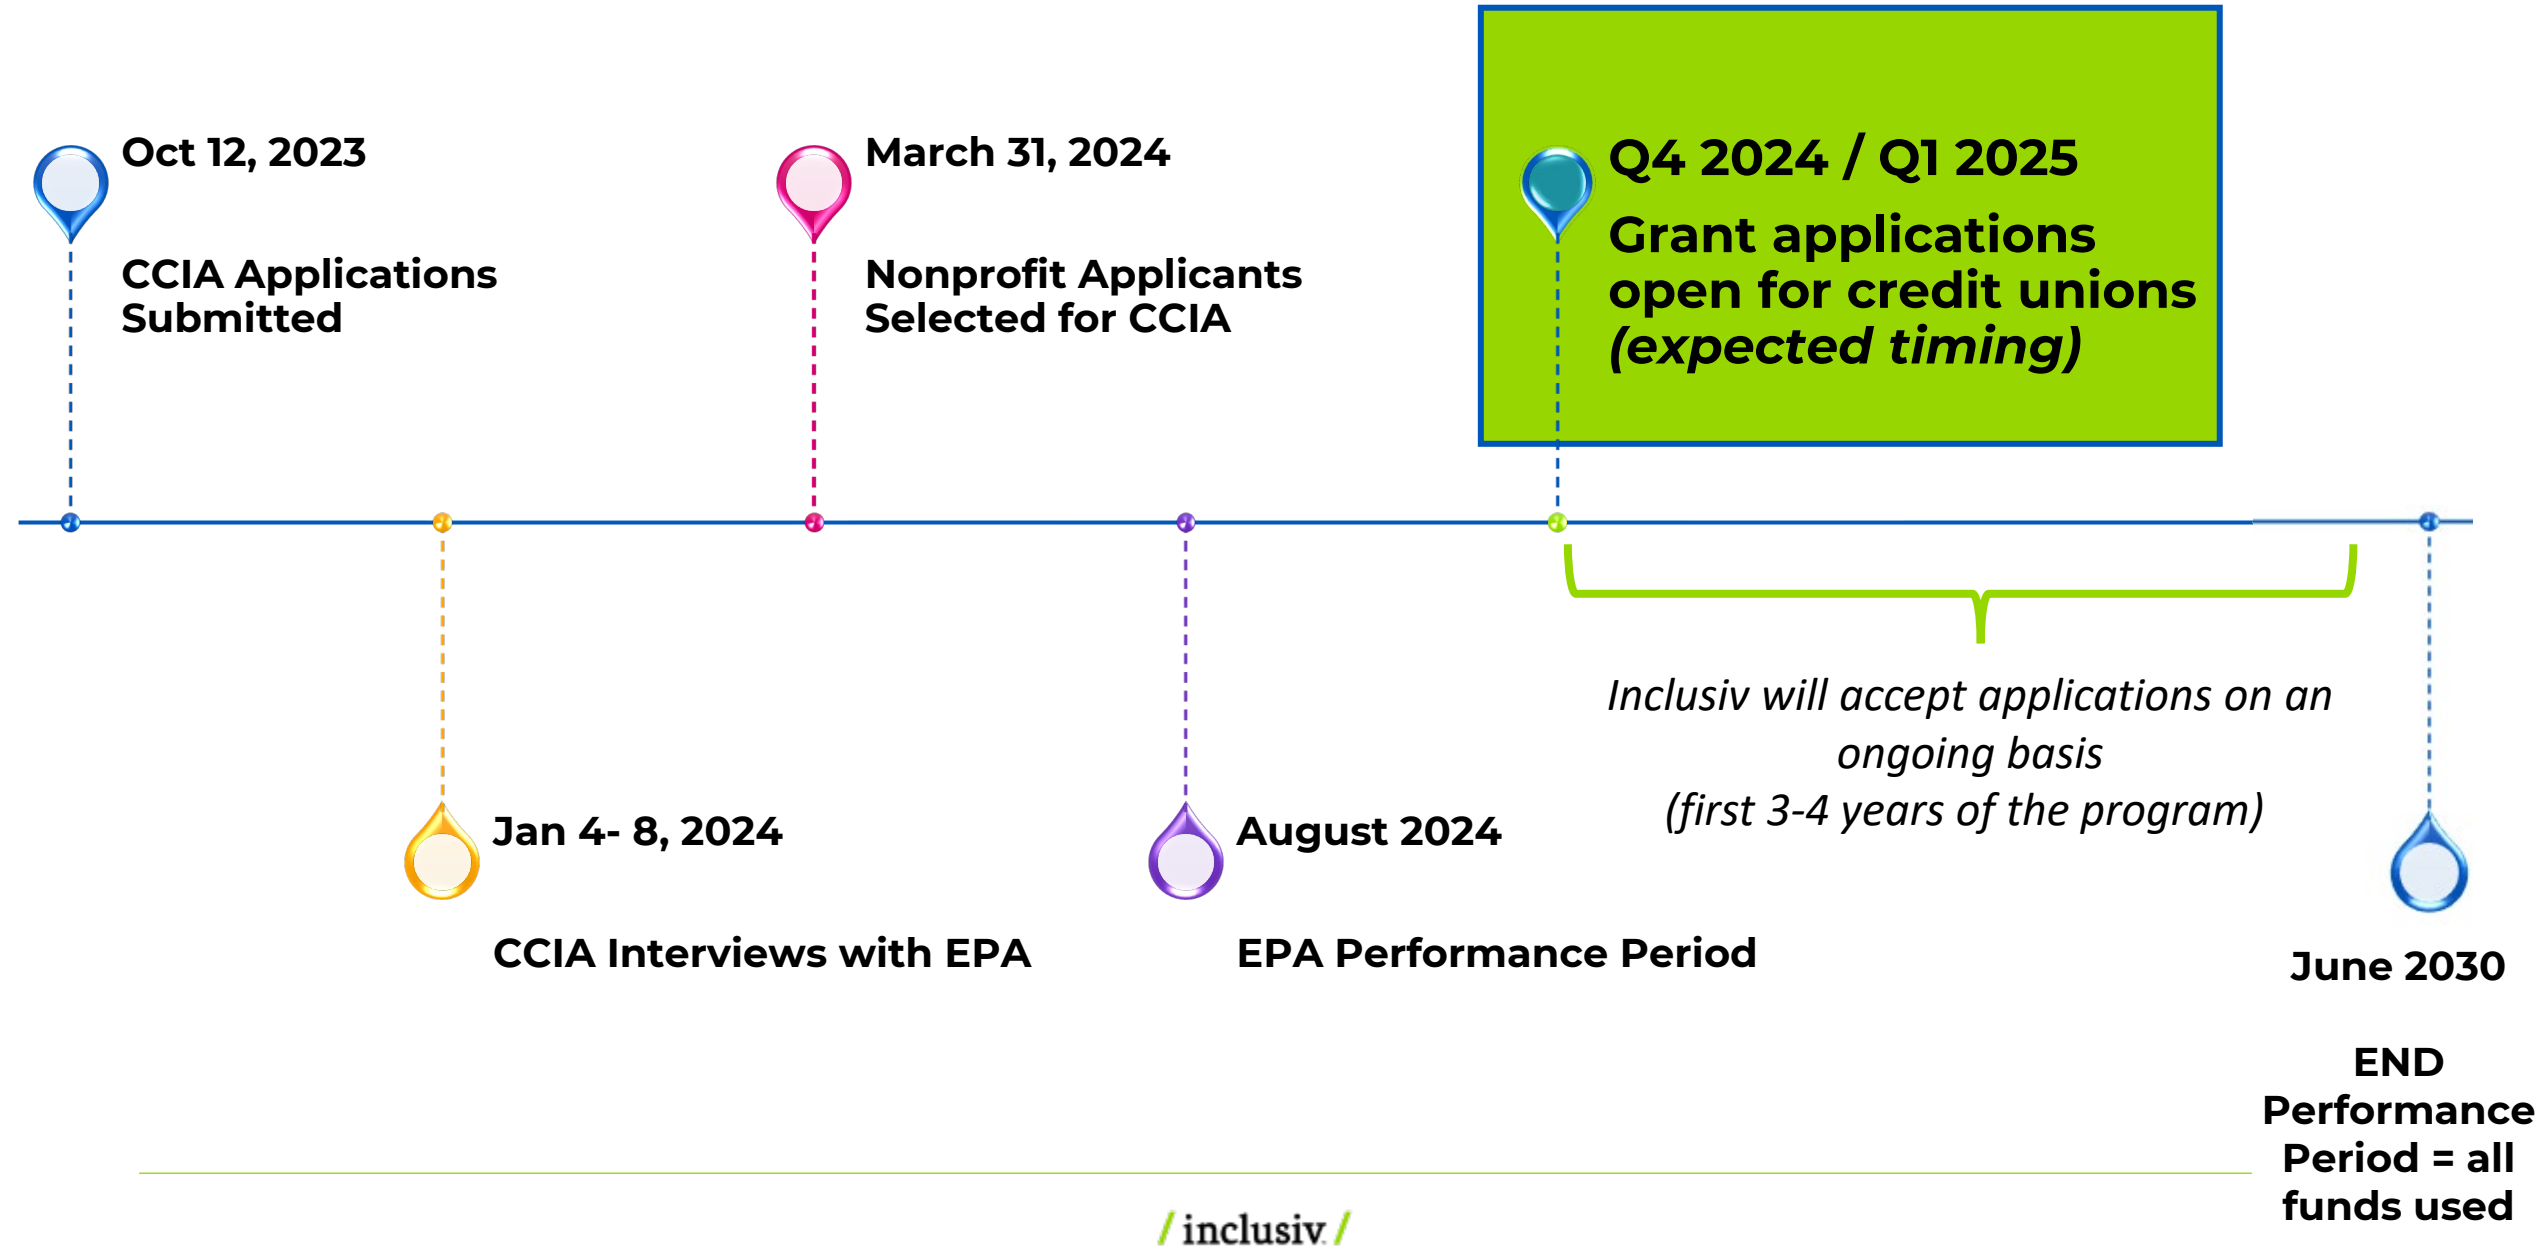 Oct 12, 2023
CCIA Applications
Submitted
March 31, 2024
Nonprofit Applicants
Selected for CCIA
Q4 2024 / Q1 2025
Grant applications
open for credit unions
(expected timing)
Jan 4- 8, 2024
CCIA Interviews with EPA
August 2024
EPA Performance Period
Inclusiv will accept applications on an
ongoing basis
(first 3-4 years of the program)
June 2030
END
Performance
Period = all
funds used
/ inclusiv /